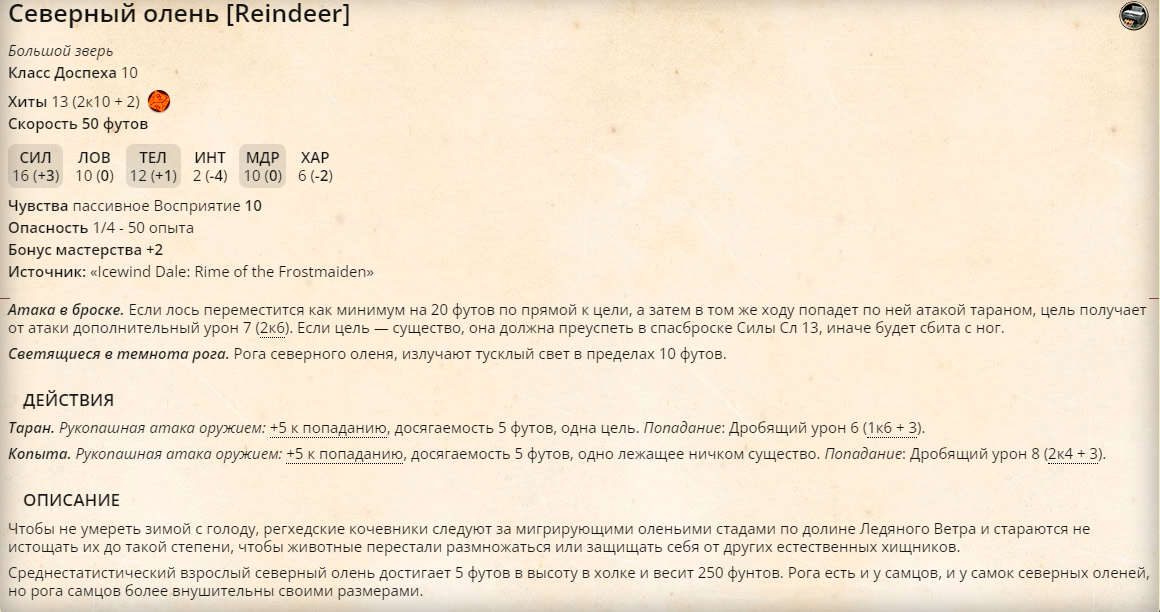 Северный олень [Reindeer]
Большой зверь
Класс Доспеха 10
Хиты 13 (2к10 + 2)
Скорость 50 футов
СИЛ ЛОВ ТЕЛ ИНТ МДР ХАР
16 (+3) 10 (0) 12 (+1) 2 (-4) 10 (0) 6 (-2)
Чувства пассивное Восприятие 10
Опасность 1/4 - 50 опыта
Бонус мастерства +2
Источник: «Icewind Dale: Rime of the Frostmaiden»
Атака в броске. Если лось переместится как минимум на 20 футов по прямой к цели, а затем в том же ходу попадет по ней атакой тараном, цель получает
от атаки дополнительный урон 7 (2к6). Если цель — существо, она должна преуспеть в спасброске Силы Сл 13, иначе будет сбита с ног.
Светящиеся в темнота рога. Рога северного оленя, излучают тусклый свет в пределах 10 футов.
ДЕЙСТВИЯ
Таран. Рукопашная атака оружием: +5 к попаданию, досягаемость 5 футов, одна цель. Попадание: Дробящий урон 6 (1к6 + 3).
Копыта. Рукопашная атака оружием: +5 к попаданию, досягаемость 5 футов, одно лежащее ничком существо. Попадание: Дробящий урон 8 (2к4 + 3).
ОПИСАНИЕ
Чтобы не умереть зимой с голоду, регхедские кочевники следуют за мигрирующими оленьими стадами по долине Ледяного Ветра и стараются не
истощать их до такой степени, чтобы животные перестали размножаться или защищать себя от других естественных хищников.
Среднестатистический взрослый северный олень достигает 5 футов в высоту в холке и весит 250 фунтов. Рога есть и у самцов, и у самок северных оленей,
но рога самцов более внушительны своими размерами.